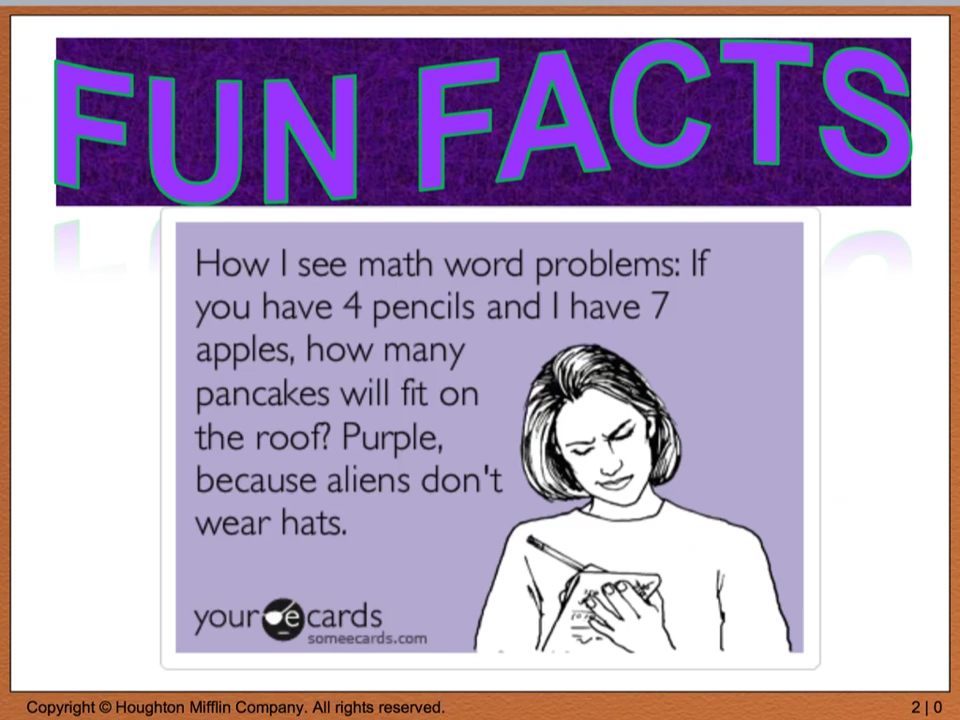 FUN FACTS
How I see math word problems: If
you have 4 pencils and I have 7
apples, how many
pancakes will fit on
the roof? Purple,
because aliens don't
wear hats.
your e cards
someecards.com
Copyright © Houghton Mifflin Company. All rights reserved.
2 | 0